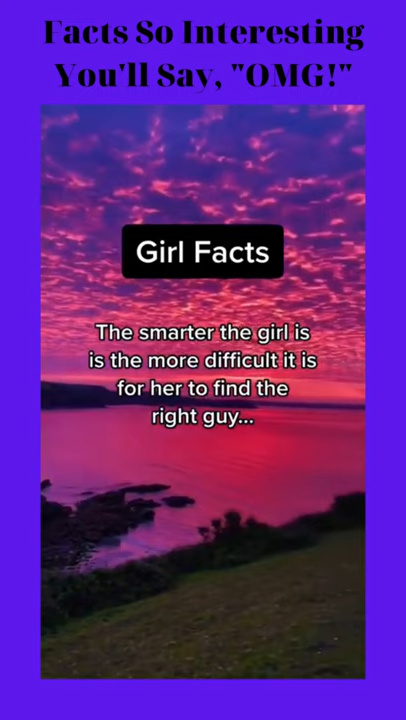 Facts So Interesting
You'll Say, "OMG!"
Girl Facts
The smarter the girl is
is the more difficult it is
for her to find the
right guy...